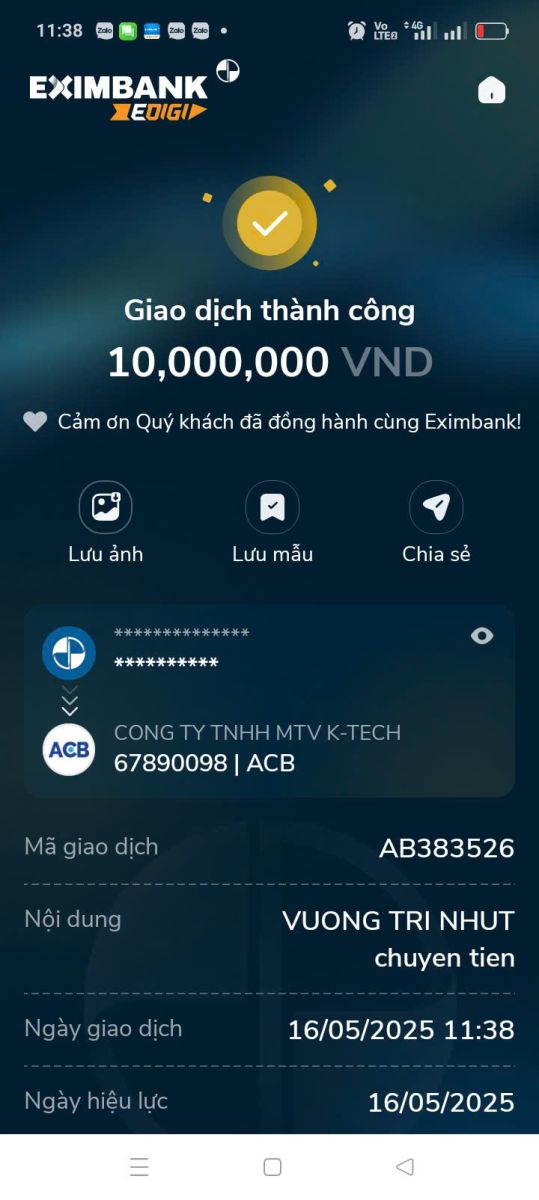 11:38
Zalo
Zalo
Zalo
Vo
LTE2
4G
EXIMBANK
EDIGI
Giao dịch thành công
10,000,000 VND
Cảm ơn Quý khách đã đồng hành cùng Eximbank!
Lưu ảnh
Lưu mẫu
Chia sẻ
**************
**********
ACB
CONG TY TNHH MTV K-TECH
67890098 | ACB
Mã giao dịch
AB383526
Nội dung
VUONG TRI NHUT
chuyen tien
Ngày giao dịch
16/05/2025 11:38
Ngày hiệu lực
16/05/2025